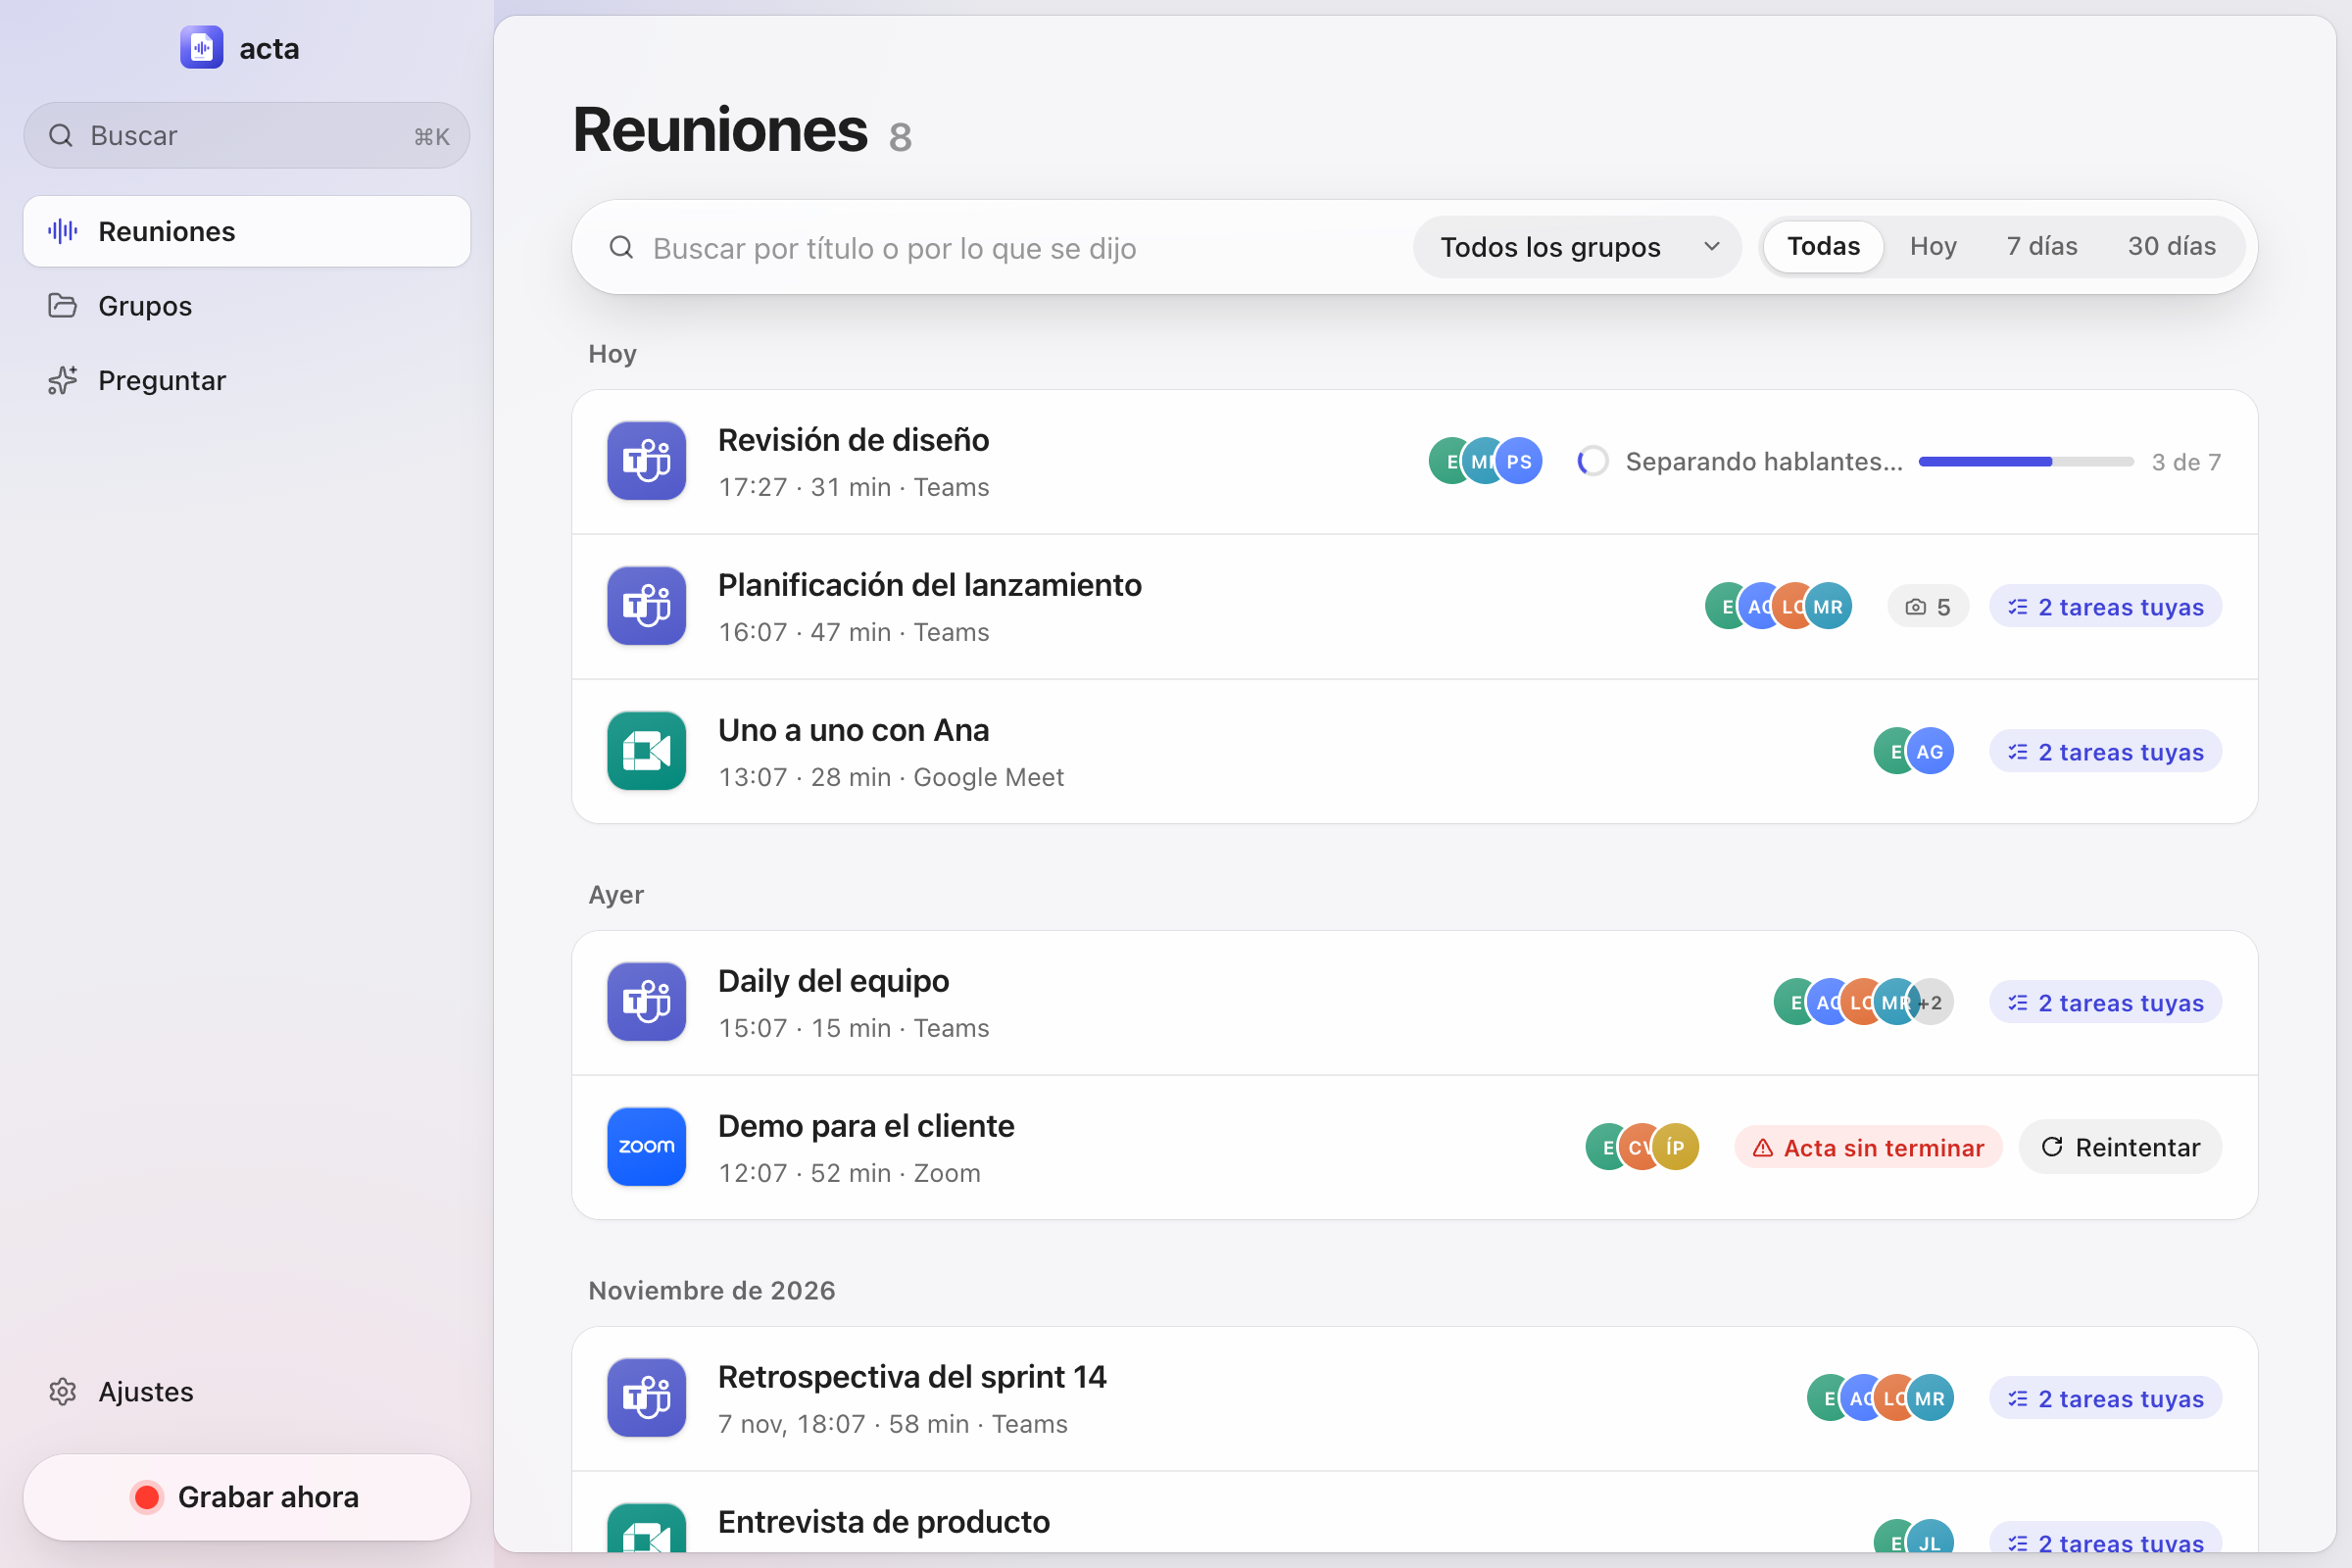 acta
Buscar ⌘K
Reuniones
Grupos
Preguntar
Ajustes
Grabar ahora
Reuniones 8
Buscar por título o por lo que se dijo
Todos los grupos
Todas Hoy 7 días 30 días
Hoy
Revisión de diseño
17:27 · 31 min · Teams
E PS
Separando hablantes... 3 de 7
Planificación del lanzamiento
16:07 · 47 min · Teams
E MR
5
2 tareas tuyas
Uno a uno con Ana
13:07 · 28 min · Google Meet
E AG
2 tareas tuyas
Ayer
Daily del equipo
15:07 · 15 min · Teams
E MR +2
2 tareas tuyas
zoom
Demo para el cliente
12:07 · 52 min · Zoom
E ÍP
Acta sin terminar
Reintentar
Noviembre de 2026
Retrospectiva del sprint 14
7 nov, 18:07 · 58 min · Teams
E MR
2 tareas tuyas
Entrevista de producto
E JL
2 tareas tuyas